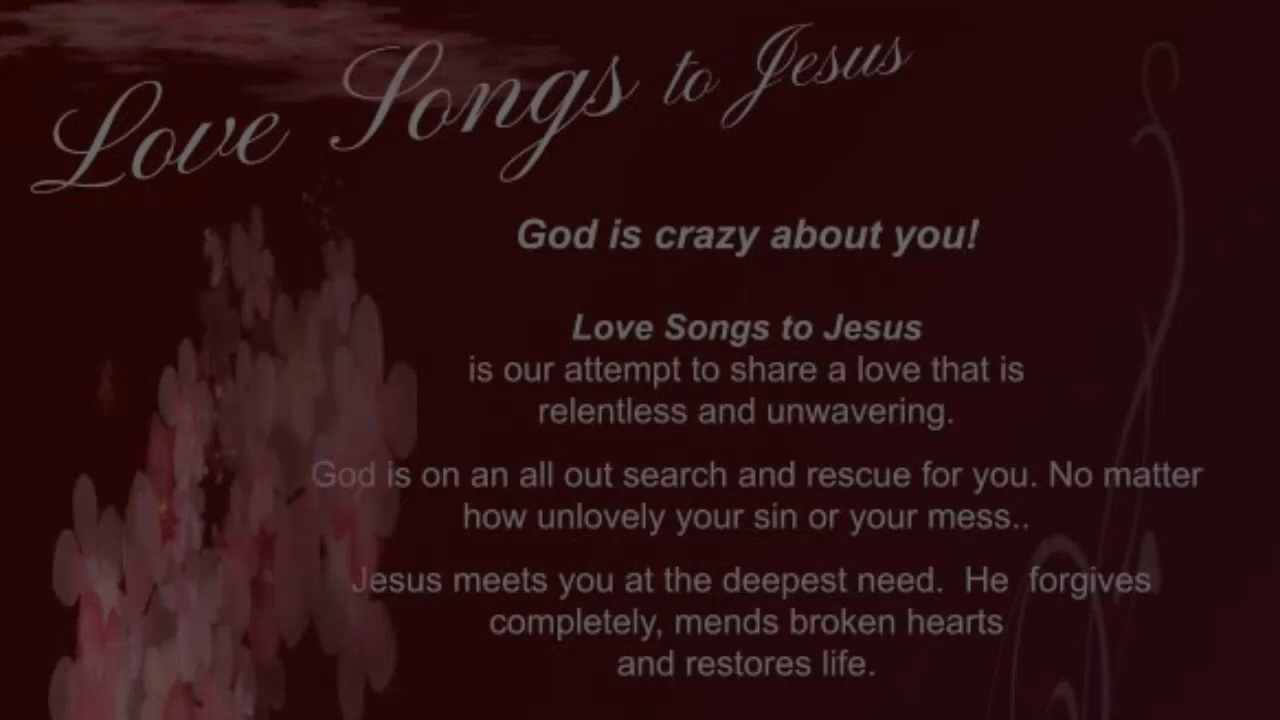 Love Songs to Jesus
God is crazy about you!
Love Songs to Jesus
is our attempt to share a love that is
relentless and unwavering.
God is on an all out search and rescue for you. No matter
how unlovely your sin or your mess..
Jesus meets you at the deepest need.  He  forgives
completely, mends broken hearts
and restores life.